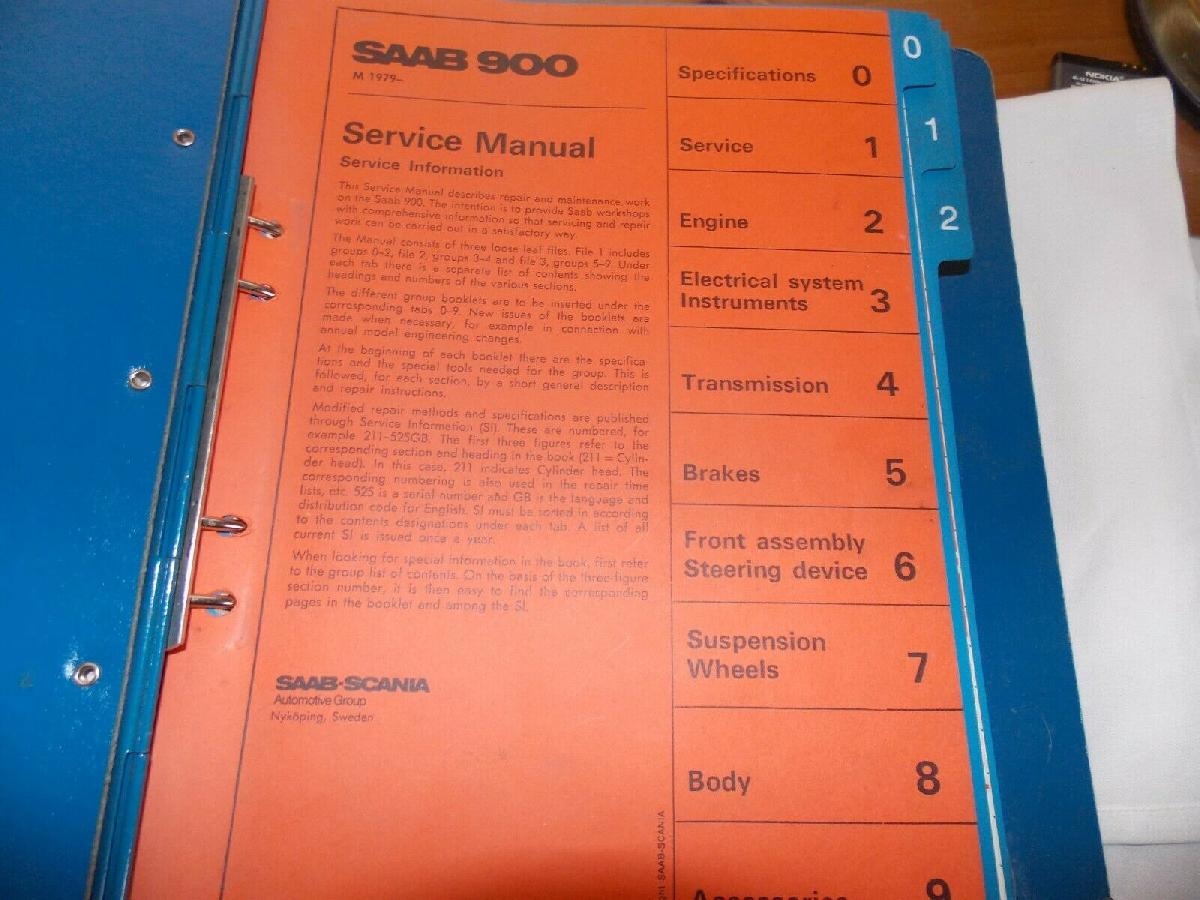 SAAB 900
M 1979-
Service Manual
Service Information
This Service Manual describes repair and maintenance work
on the Saab 900. The intention is to provide Saab workshops
with comprehensive information so that servicing and repair
work can be carried out in a satisfactory way.
The Manual consists of three loose leaf files. File 1 includes
groups 0–2, file 2, groups 3–4 and file 3, groups 5–9. Under
each tab there is a separate list of contents showing the
headings and numbers of the various sections.
The different group booklets are to be inserted under the
corresponding tabs 0–9. New issues of the booklets are
made when necessary, for example in connection with
annual model engineering changes.
At the beginning of each booklet there are the specifica-
tions and the special tools needed for the group. This is
followed, for each section, by a short general description
and repair instructions.
Modified repair methods and specifications are published
through Service Information (SI). These are numbered, for
example 211–525GB. The first three figures refer to the
corresponding section and heading in the book (211 = Cylin-
der head). In this case, 211 indicates Cylinder head. The
corresponding numbering is also used in the repair time
lists, etc. 525 is a serial number and GB is the language and
distribution code for English. SI must be sorted in according
to the contents designations under each tab. A list of all
current SI is issued once a year.
When looking for special information in the book, first refer
to the group list of contents. On the basis of the three-figure
section number, it is then easy to find the corresponding
pages in the booklet and among the SI.
SAAB-SCANIA
Automotive Group
Nyköping, Sweden
SAAB-SCANIA
Specifications 0
Service 1
Engine 2
Electrical system
Instruments 3
Transmission 4
Brakes 5
Front assembly
Steering device 6
Suspension
Wheels 7
Body 8
Accessories 9
0
1
2
NOKIA